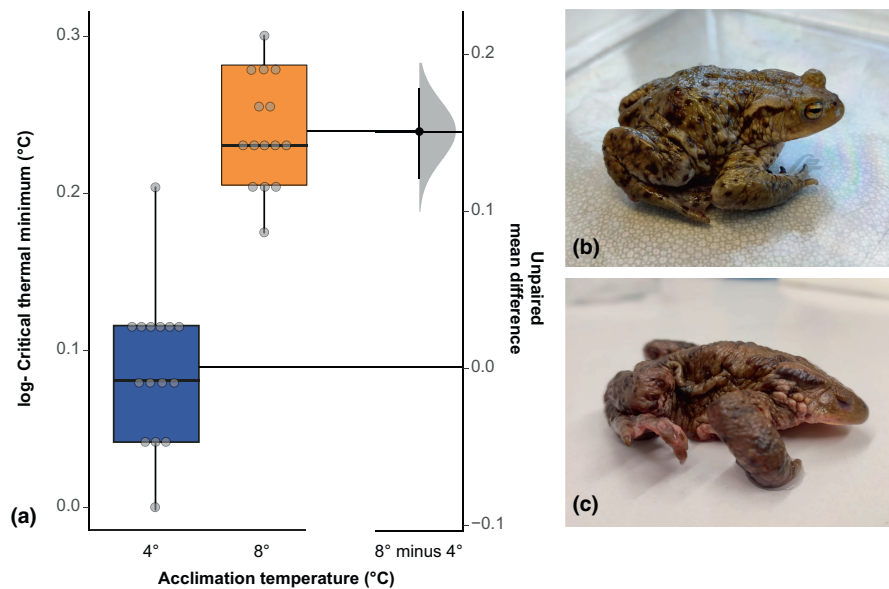 0.3
0.2
0.1
0.0
log- Critical thermal minimum (°C)
(a)
4°
8°
8° minus 4°
Acclimation temperature (°C)
0.2
0.1
0.0
−0.1
Unpaired
mean difference
(b)
(c)